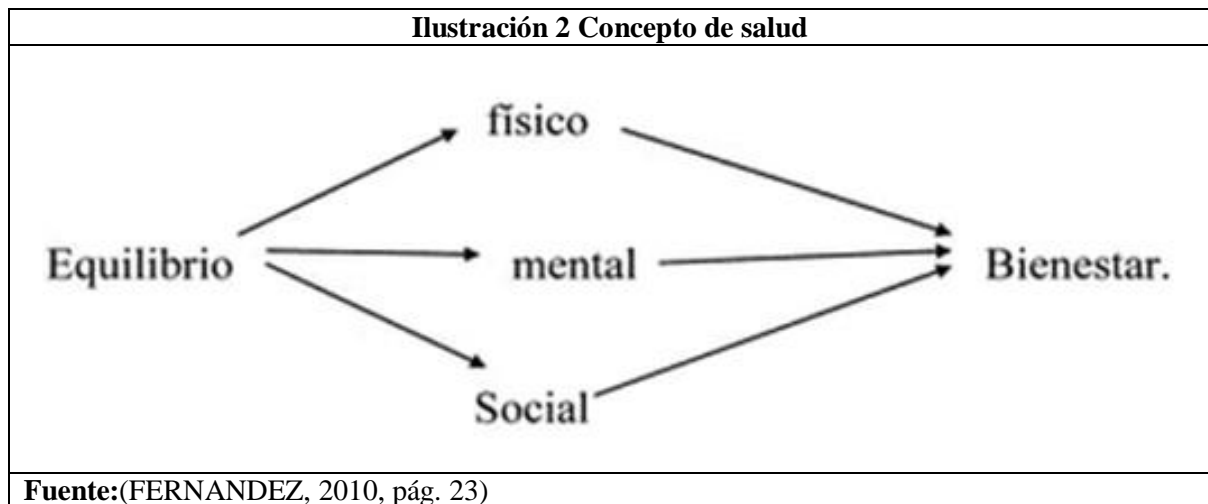 Ilustración 2 Concepto de salud
físico
Equilibrio
mental
Bienestar.
Social
Fuente:(FERNANDEZ, 2010, pág. 23)